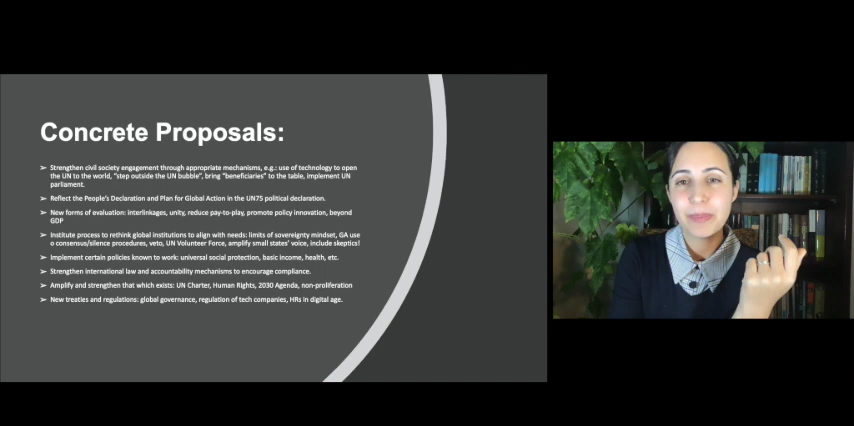 Concrete Proposals:
➢ Strengthen civil society engagement through appropriate mechanisms, e.g.: use of technology to open
the UN to the world, "step outside the UN bubble", bring "beneficiaries" to the table, implement UN
parliament.
➢ Reflect the People's Declaration and Plan for Global Action in the UN75 political declaration.
➢ New forms of evaluation: interlinkages, unity, reduce pay-to-play, promote policy innovation, beyond
GDP
➢ Institute process to rethink global institutions to align with needs: limits of sovereignty mindset, GA use
o consensus/silence procedures, veto, UN Volunteer Force, amplify small states' voice, include skeptics!
➢ Implement certain policies known to work: universal social protection, basic income, health, etc.
➢ Strengthen international law and accountability mechanisms to encourage compliance.
➢ Amplify and strengthen that which exists: UN Charter, Human Rights, 2030 Agenda, non-proliferation
➢ New treaties and regulations: global governance, regulation of tech companies, HRs in digital age.